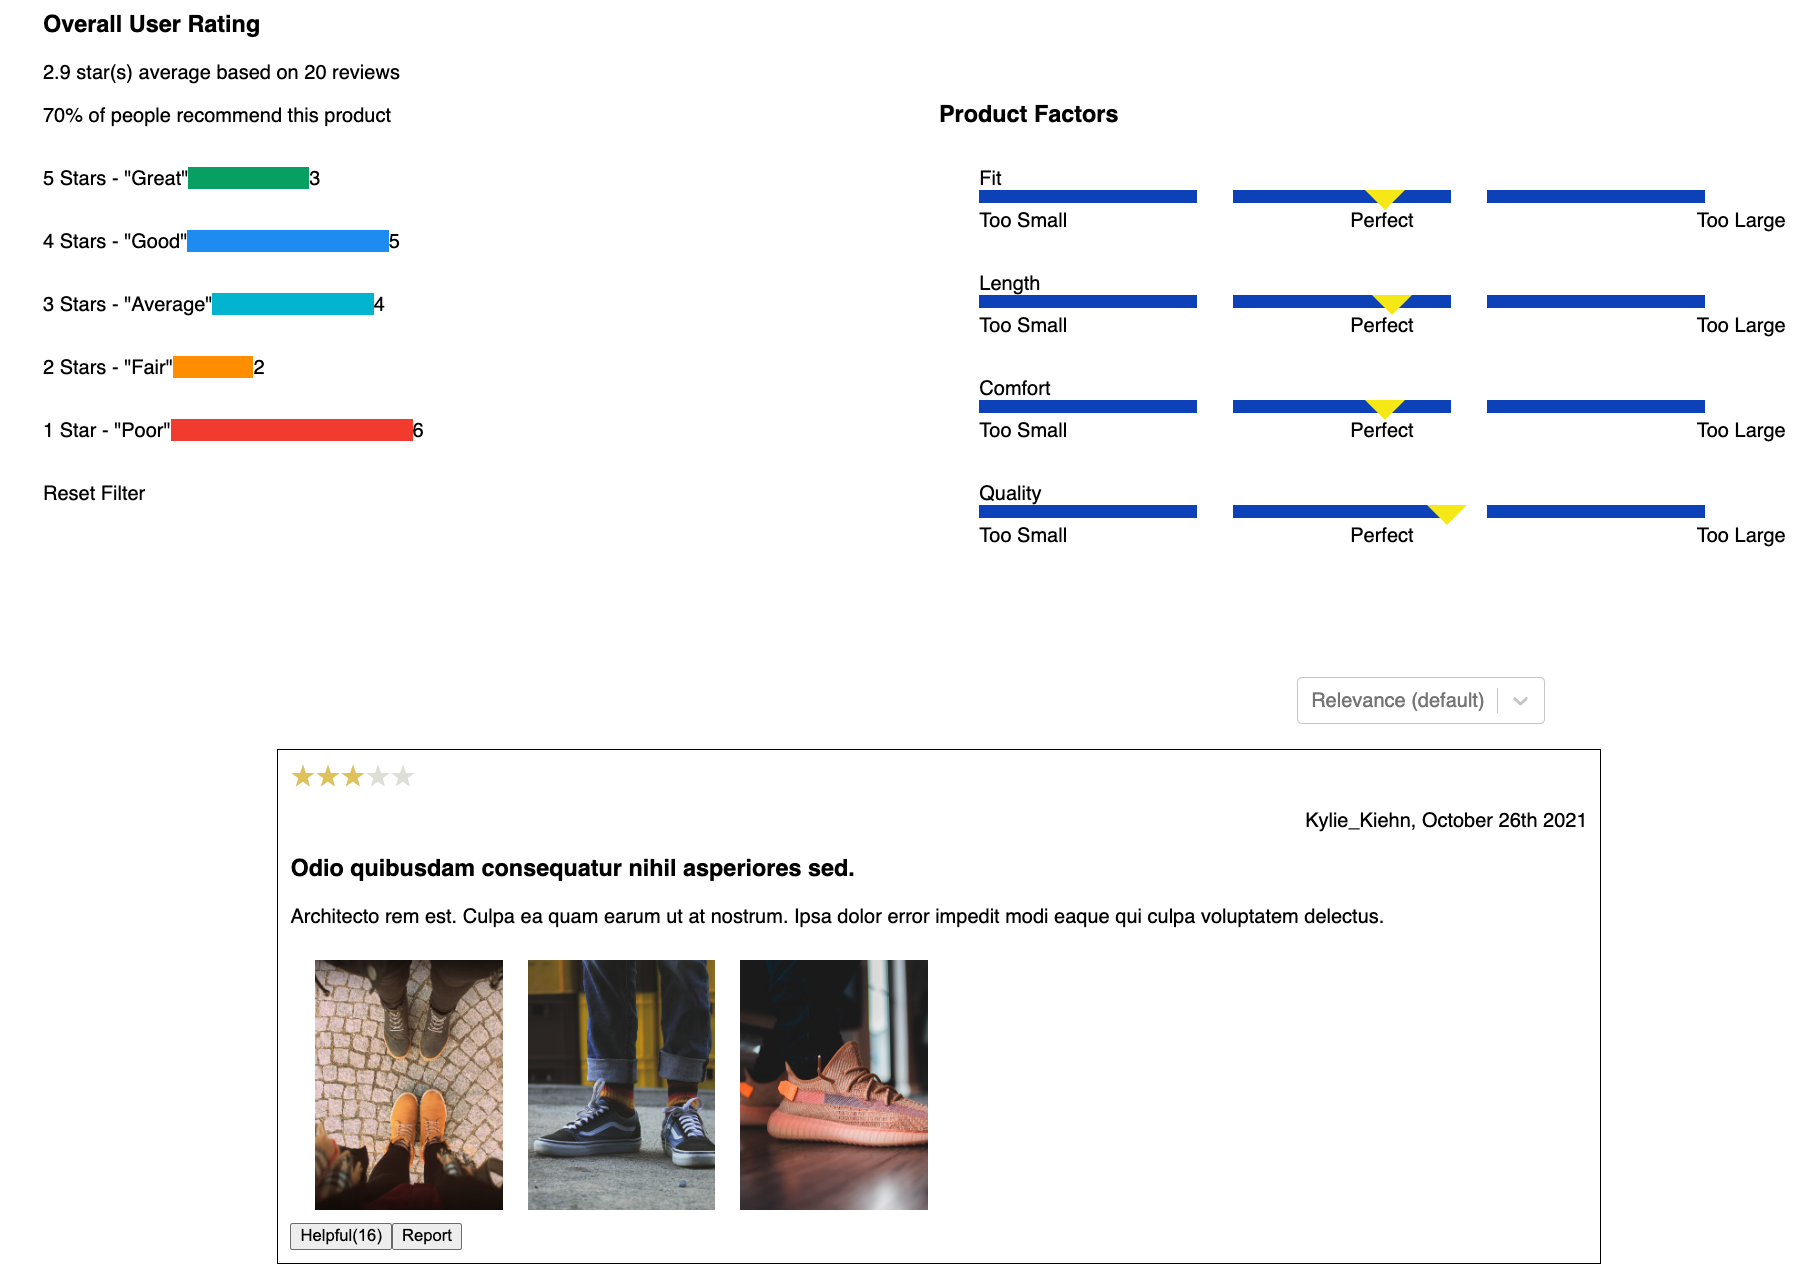 Overall User Rating
2.9 star(s) average based on 20 reviews
70% of people recommend this product
5 Stars - "Great"3
4 Stars - "Good"5
3 Stars - "Average"4
2 Stars - "Fair"2
1 Star - "Poor"6
Reset Filter
Product Factors
Fit
Too Small Perfect Too Large
Length
Too Small Perfect Too Large
Comfort
Too Small Perfect Too Large
Quality
Too Small Perfect Too Large
Relevance (default)
Kylie_Kiehn, October 26th 2021
Odio quibusdam consequatur nihil asperiores sed.
Architecto rem est. Culpa ea quam earum ut at nostrum. Ipsa dolor error impedit modi eaque qui culpa voluptatem delectus.
Helpful(16) Report